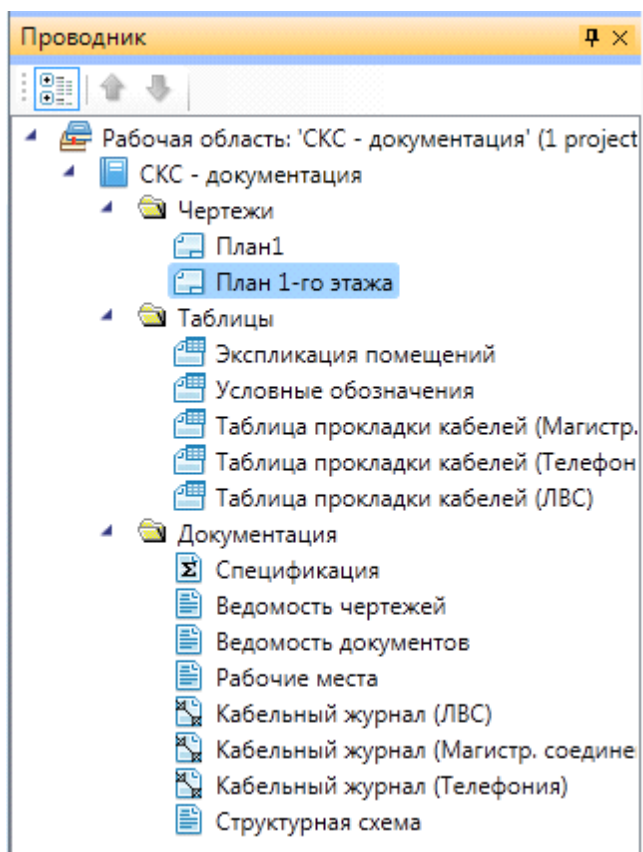 Проводник
Рабочая область: 'СКС - документация' (1 project
СКС - документация
Чертежи
План1
План 1-го этажа
Таблицы
Экспликация помещений
Условные обозначения
Таблица прокладки кабелей (Магистр.
Таблица прокладки кабелей (Телефон
Таблица прокладки кабелей (ЛВС)
Документация
Спецификация
Ведомость чертежей
Ведомость документов
Рабочие места
Кабельный журнал (ЛВС)
Кабельный журнал (Магистр. соедине
Кабельный журнал (Телефония)
Структурная схема